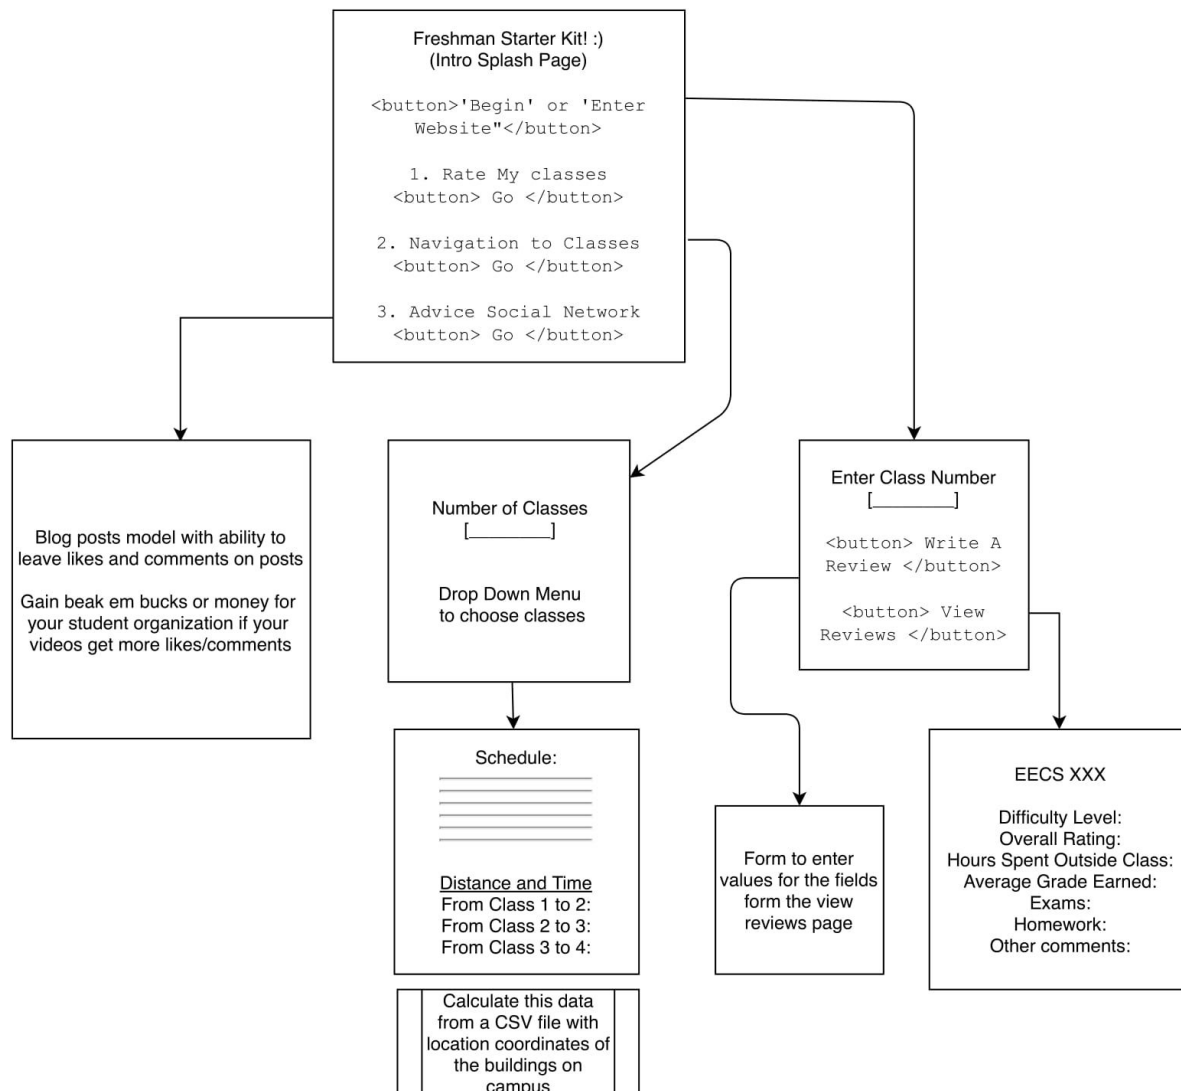 Freshman Starter Kit! :)
(Intro Splash Page)
<button>'Begin' or 'Enter
Website"</button>
1. Rate My classes
<button> Go </button>
2. Navigation to Classes
<button> Go </button>
3. Advice Social Network
<button> Go </button>
Blog posts model with ability to
leave likes and comments on posts
Gain beak em bucks or money for
your student organization if your
videos get more likes/comments
Number of Classes
[________]
Drop Down Menu
to choose classes
Enter Class Number
[________]
<button> Write A
Review </button>
<button> View
Reviews </button>
Schedule:
Distance and Time
From Class 1 to 2:
From Class 2 to 3:
From Class 3 to 4:
Form to enter
values for the fields
form the view
reviews page
EECS XXX
Difficulty Level:
Overall Rating:
Hours Spent Outside Class:
Average Grade Earned:
Exams:
Homework:
Other comments:
Calculate this data
from a CSV file with
location coordinates of
the buildings on
campus